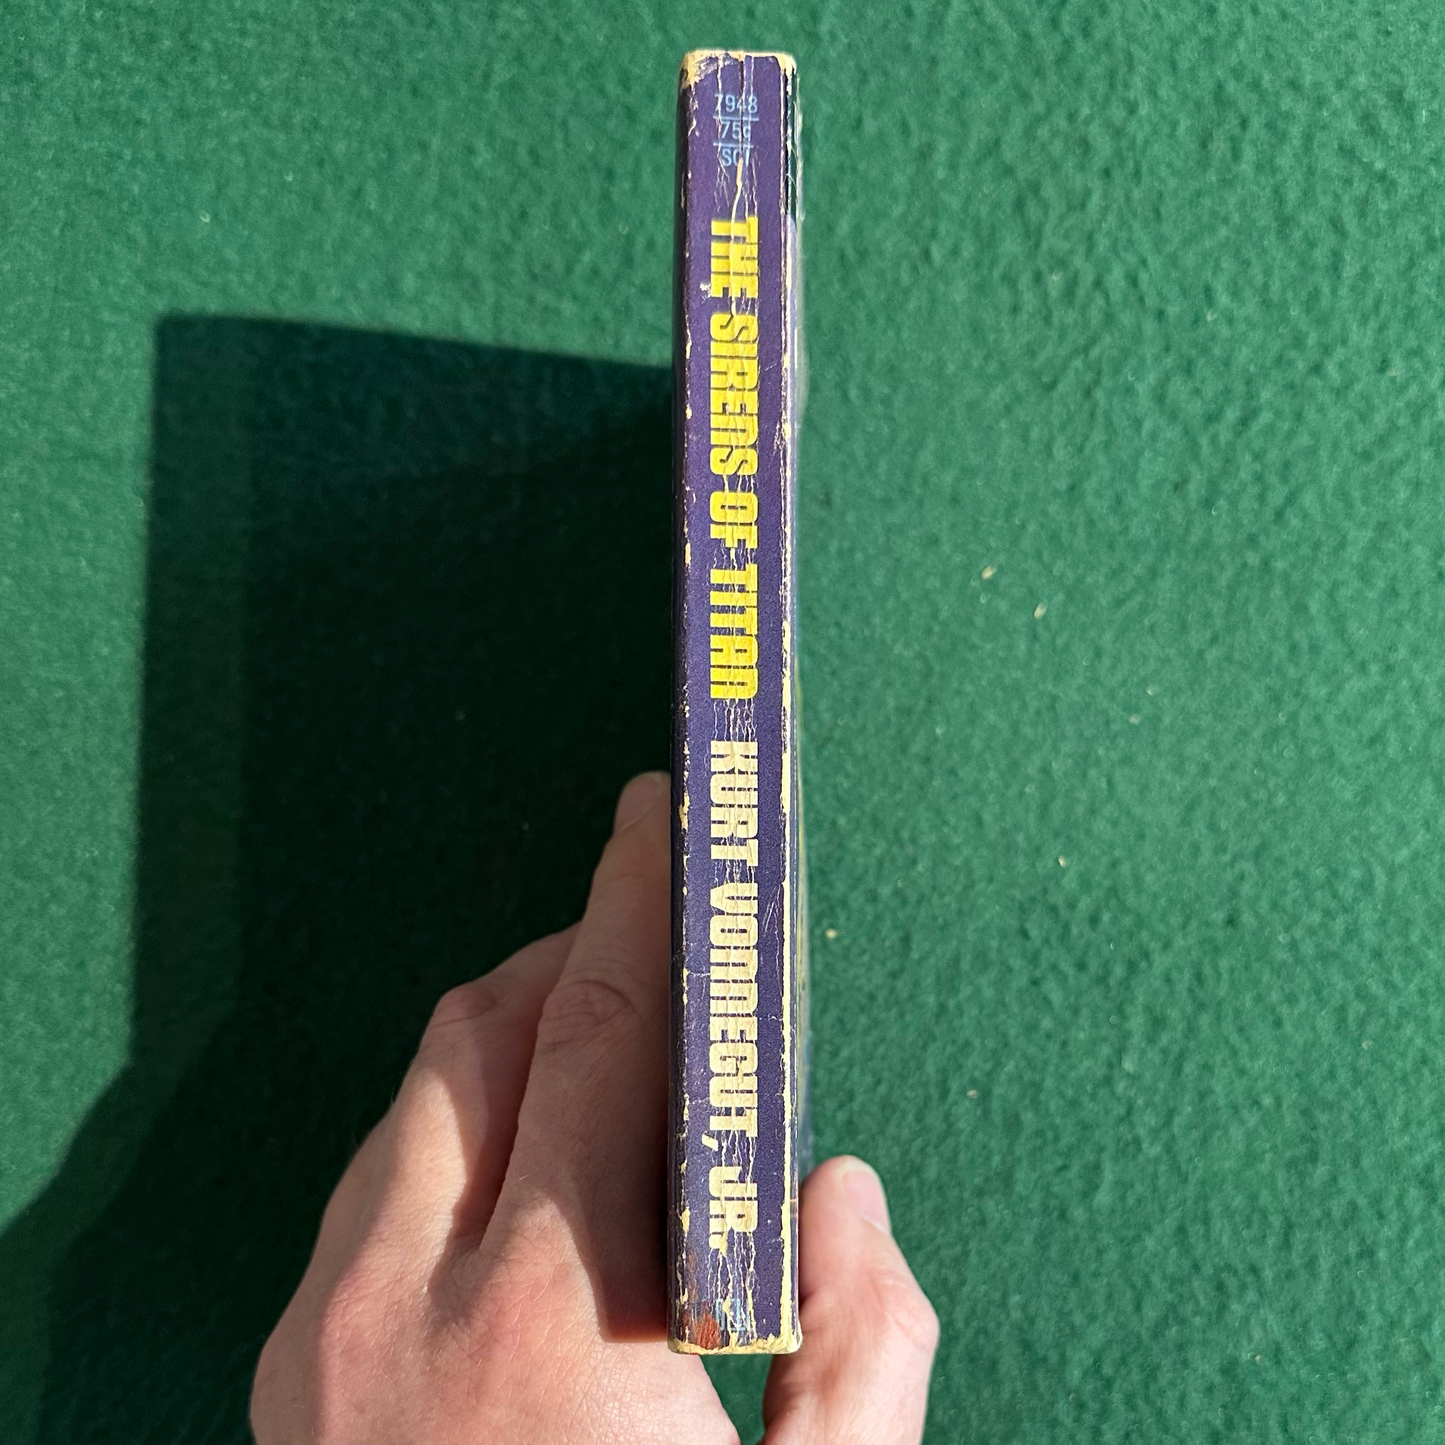 7948
75¢
SCI
THE SIRENS OF TITAN
KURT VONNEGUT, JR.